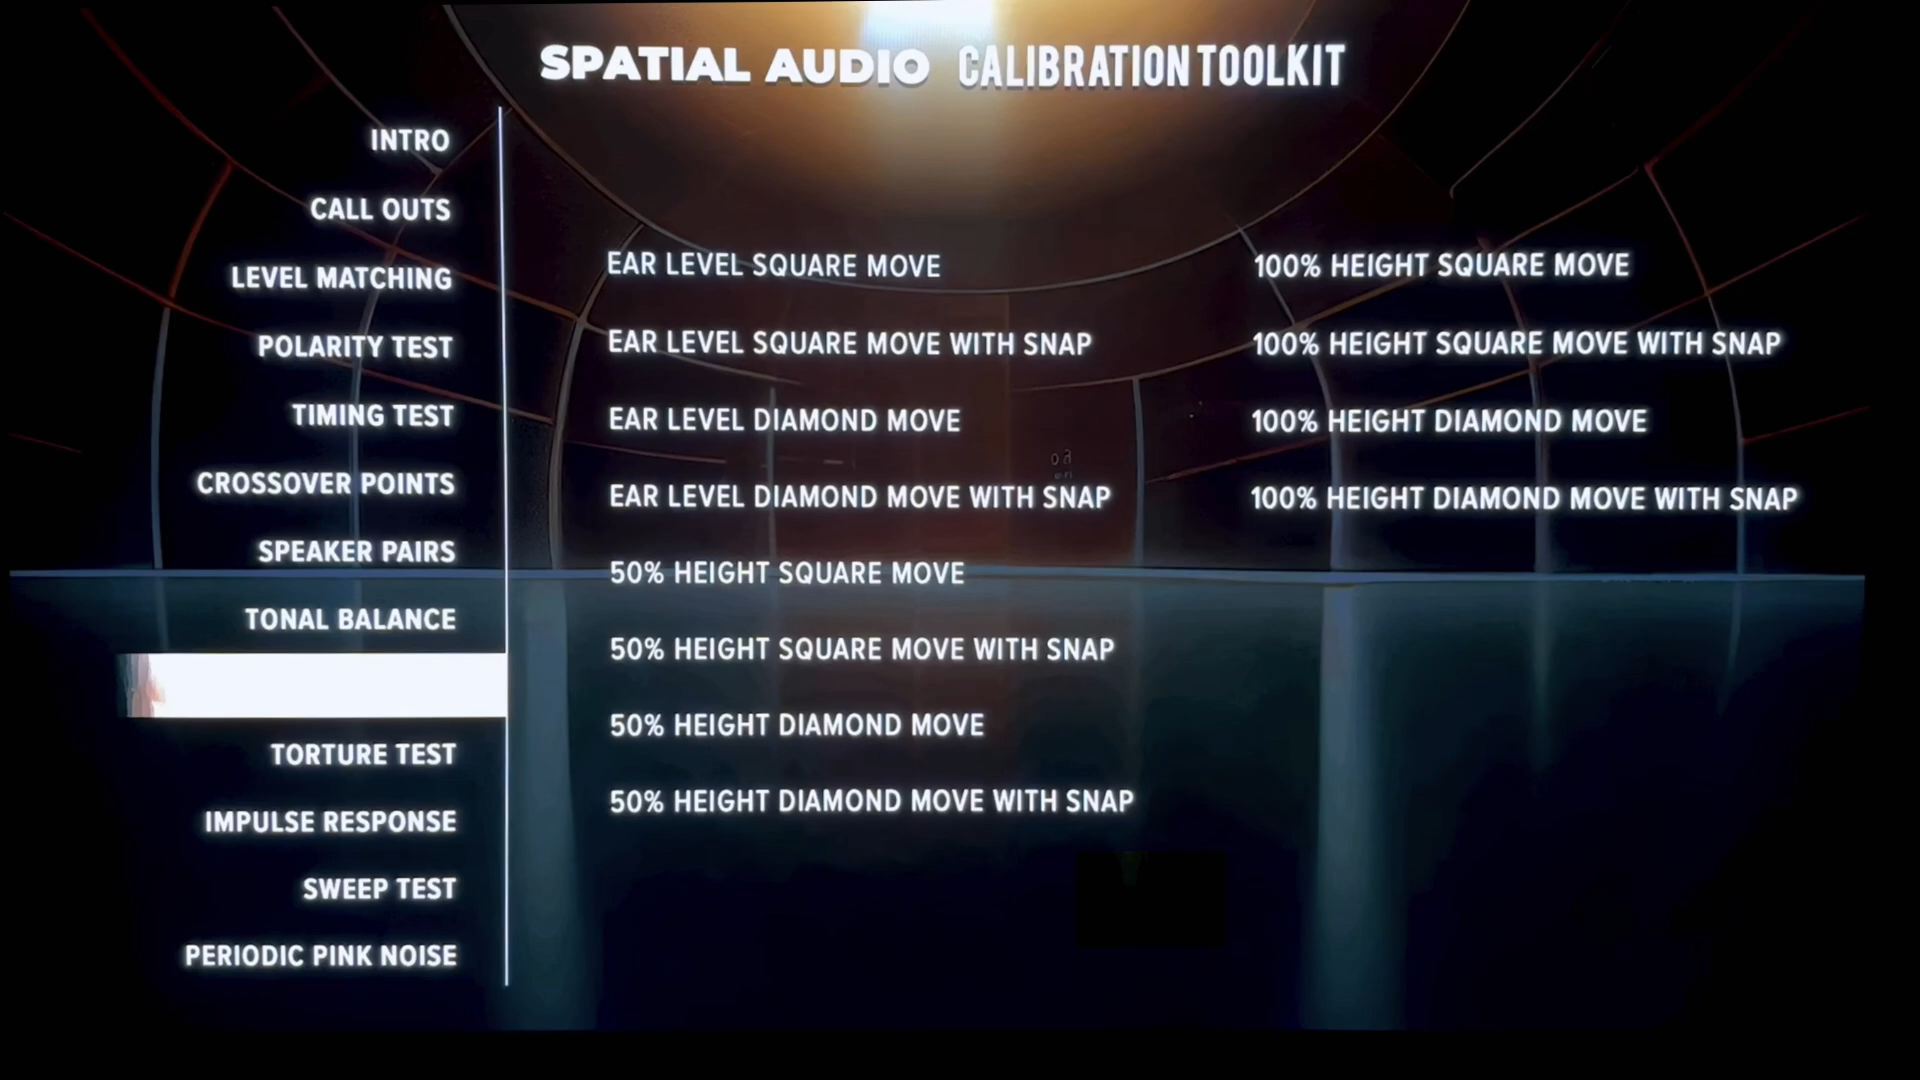 SPATIAL AUDIO CALIBRATION TOOLKIT
INTRO
CALL OUTS
LEVEL MATCHING
POLARITY TEST
TIMING TEST
CROSSOVER POINTS
SPEAKER PAIRS
TONAL BALANCE
TORTURE TEST
IMPULSE RESPONSE
SWEEP TEST
PERIODIC PINK NOISE
EAR LEVEL SQUARE MOVE
EAR LEVEL SQUARE MOVE WITH SNAP
EAR LEVEL DIAMOND MOVE
EAR LEVEL DIAMOND MOVE WITH SNAP
50% HEIGHT SQUARE MOVE
50% HEIGHT SQUARE MOVE WITH SNAP
50% HEIGHT DIAMOND MOVE
50% HEIGHT DIAMOND MOVE WITH SNAP
100% HEIGHT SQUARE MOVE
100% HEIGHT SQUARE MOVE WITH SNAP
100% HEIGHT DIAMOND MOVE
100% HEIGHT DIAMOND MOVE WITH SNAP